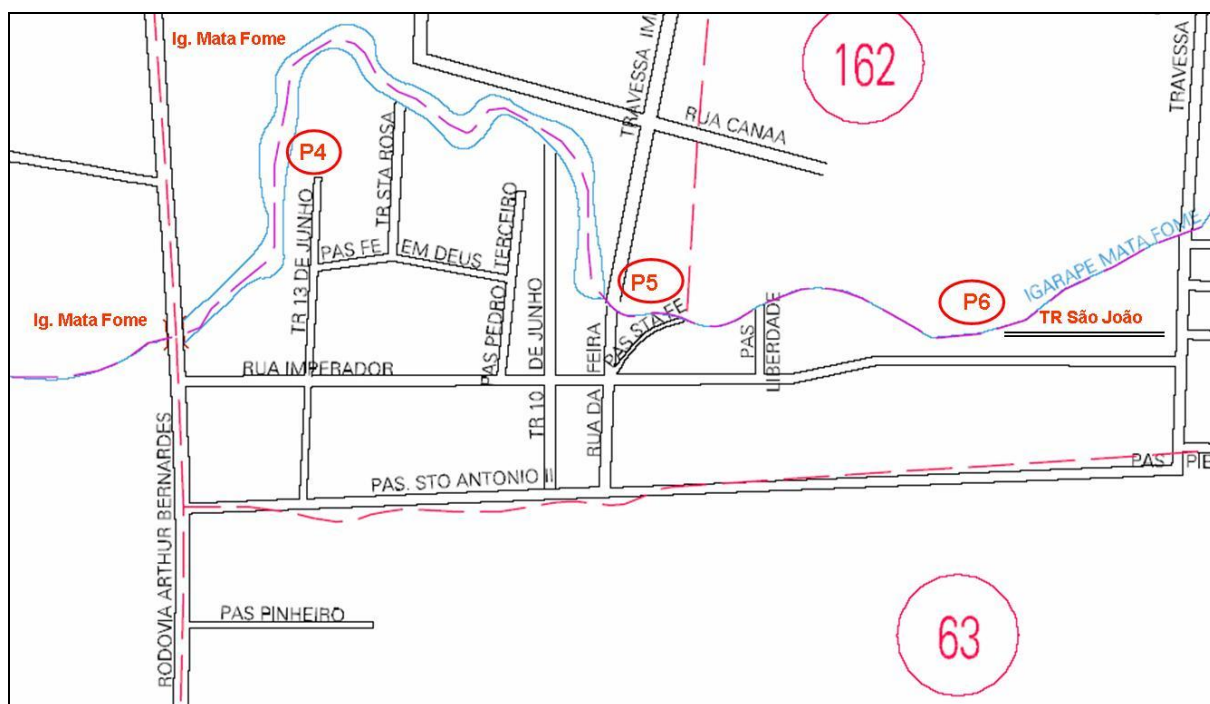 Ig. Mata Fome
162
TRAVESSA IM
TRAVESSA
RUA CANAA
P4
TR STA ROSA
TR 13 DE JUNHO
PAS FE
EM DEUS
PAS PEDRO TERCEIRO
TR 10 DE JUNHO
RUA DA FEIRA
P5
PAS STA FE
PAS LIBERDADE
P6
IGARAPE MATA FOME
TR São João
Ig. Mata Fome
RUA IMPERADOR
RODOVIA ARTHUR BERNARDES
PAS. STO ANTONIO II
PAS PIE
PAS PINHEIRO
63